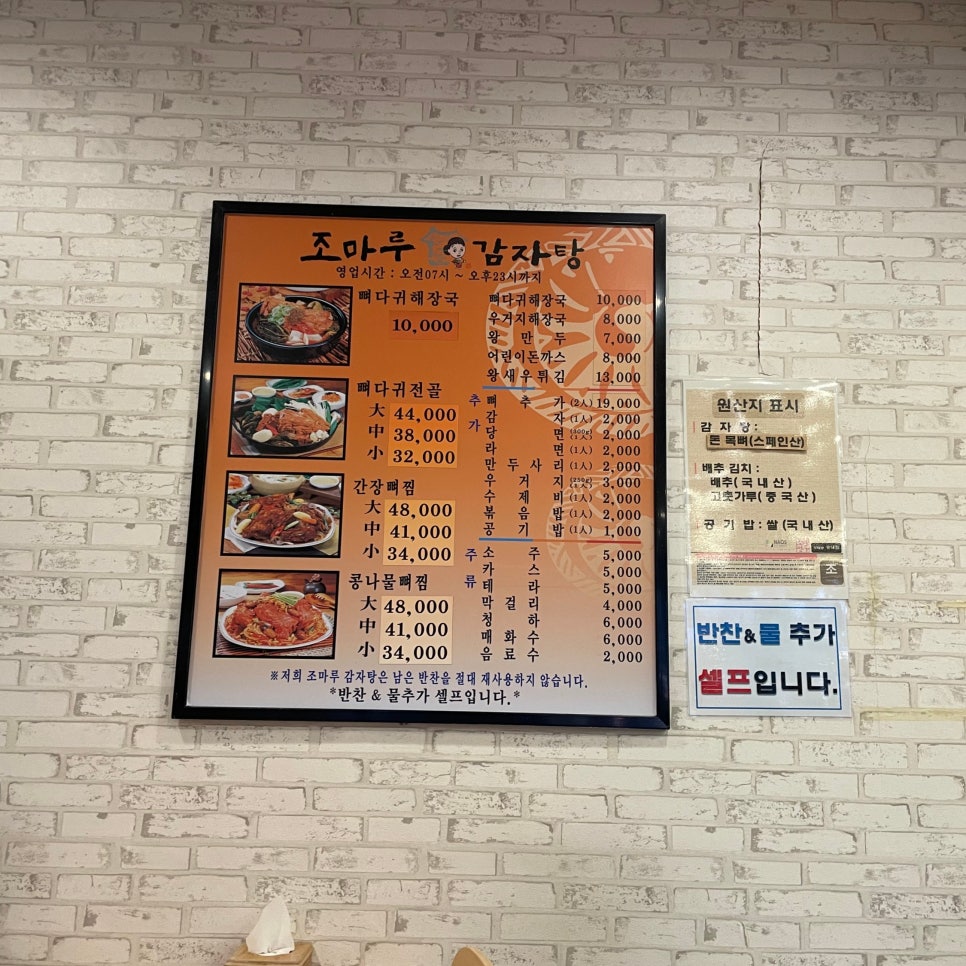 조마루 감자탕
영업시간 : 오전07시 ~ 오후23시까지
뼈다귀해장국
10,000
뼈다귀전골
大 44,000
中 38,000
小 32,000
간장뼈찜
大 48,000
中 41,000
小 34,000
콩나물뼈찜
大 48,000
中 41,000
小 34,000
뼈다귀해장국 10,000
우거지해장국 8,000
왕만두 7,000
어린이돈까스 8,000
왕새우튀김 13,000
추가
뼈추가 (2人) 19,000
감자 (1人) 2,000
당면 2,000
라면 (1人) 2,000
만두사리 (1人) 2,000
우거지 3,000
수제비 (1人) 2,000
볶음밥 (1人) 2,000
공기밥 (1人) 1,000
주류
소주 5,000
카스 5,000
테라 5,000
막걸리 4,000
청하 6,000
매화수 6,000
음료수 2,000
※저희 조마루 감자탕은 남은 반찬을 절대 재사용하지 않습니다.
*반찬 & 물추가 셀프입니다.*
원산지 표시
감자탕 :
돈 목뼈(스페인산)
배추 김치 :
배추(국내산)
고춧가루(중국산)
공기밥 : 쌀(국내산)
반찬&물 추가
셀프입니다.